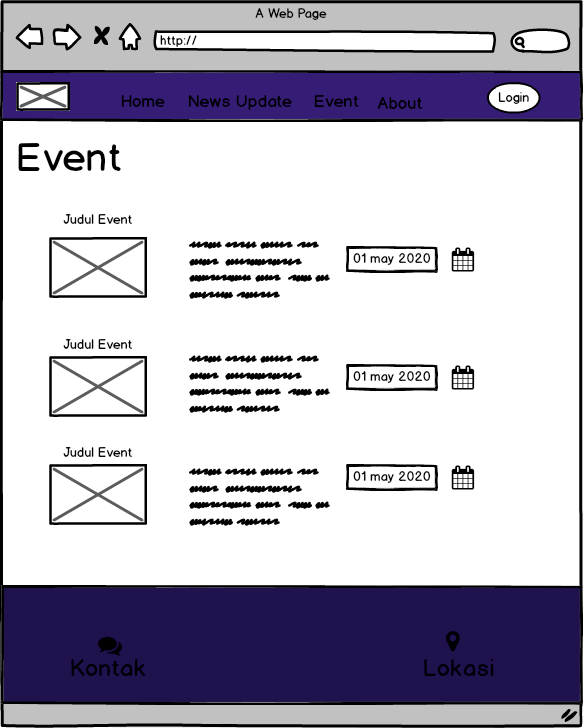 A Web Page
http://
Home News Update Event About Login
Event
Judul Event
01 may 2020
Judul Event
01 may 2020
Judul Event
01 may 2020
Kontak Lokasi